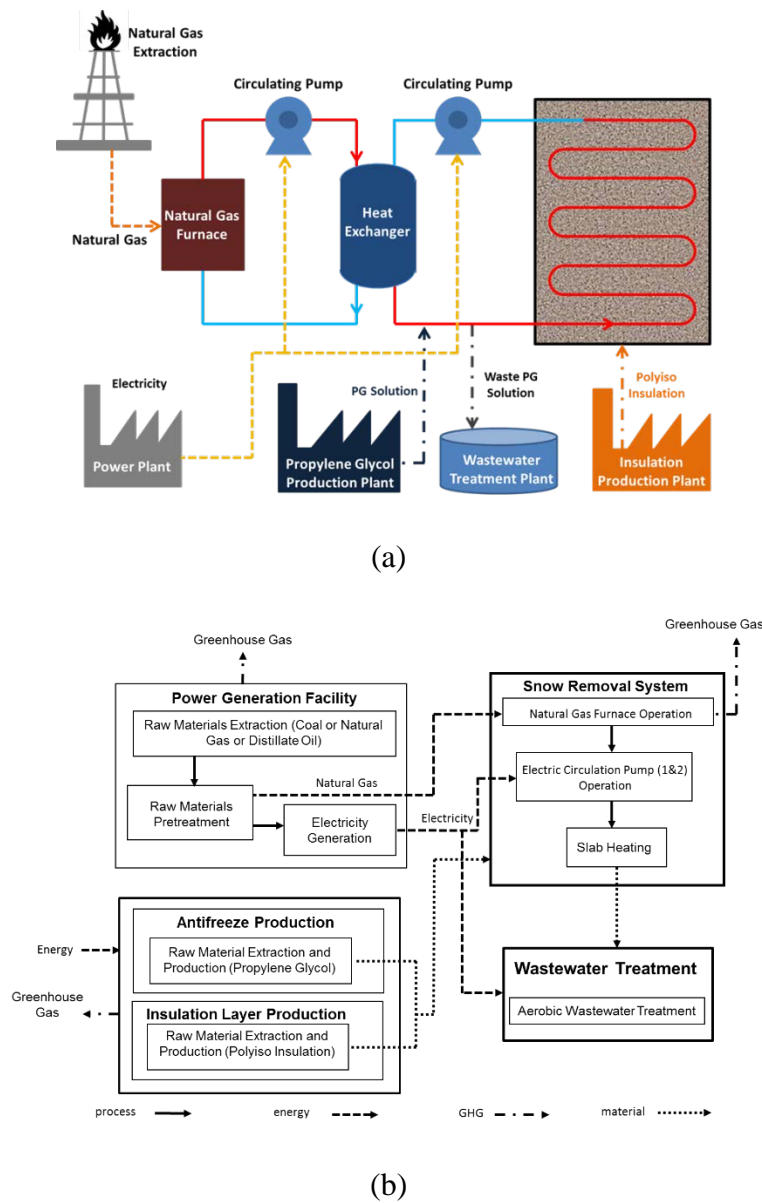 Natural Gas
Extraction
Circulating Pump
Circulating Pump
Natural Gas
Furnace
Heat
Exchanger
Natural Gas
Electricity
Power Plant
PG Solution
Propylene Glycol
Production Plant
Waste PG
Solution
Wastewater
Treatment Plant
Polyiso
Insulation
Insulation
Production Plant
(a)
Greenhouse Gas
Greenhouse Gas
Power Generation Facility
Raw Materials Extraction (Coal or Natural
Gas or Distillate Oil)
Raw Materials
Pretreatment
Natural Gas
Electricity
Generation
Electricity
Snow Removal System
Natural Gas Furnace Operation
Electric Circulation Pump (1&2)
Operation
Slab Heating
Antifreeze Production
Energy
Raw Material Extraction and
Production (Propylene Glycol)
Greenhouse
Gas
Insulation Layer Production
Raw Material Extraction and
Production (Polyiso Insulation)
Wastewater Treatment
Aerobic Wastewater Treatment
process
energy
GHG
material
(b)